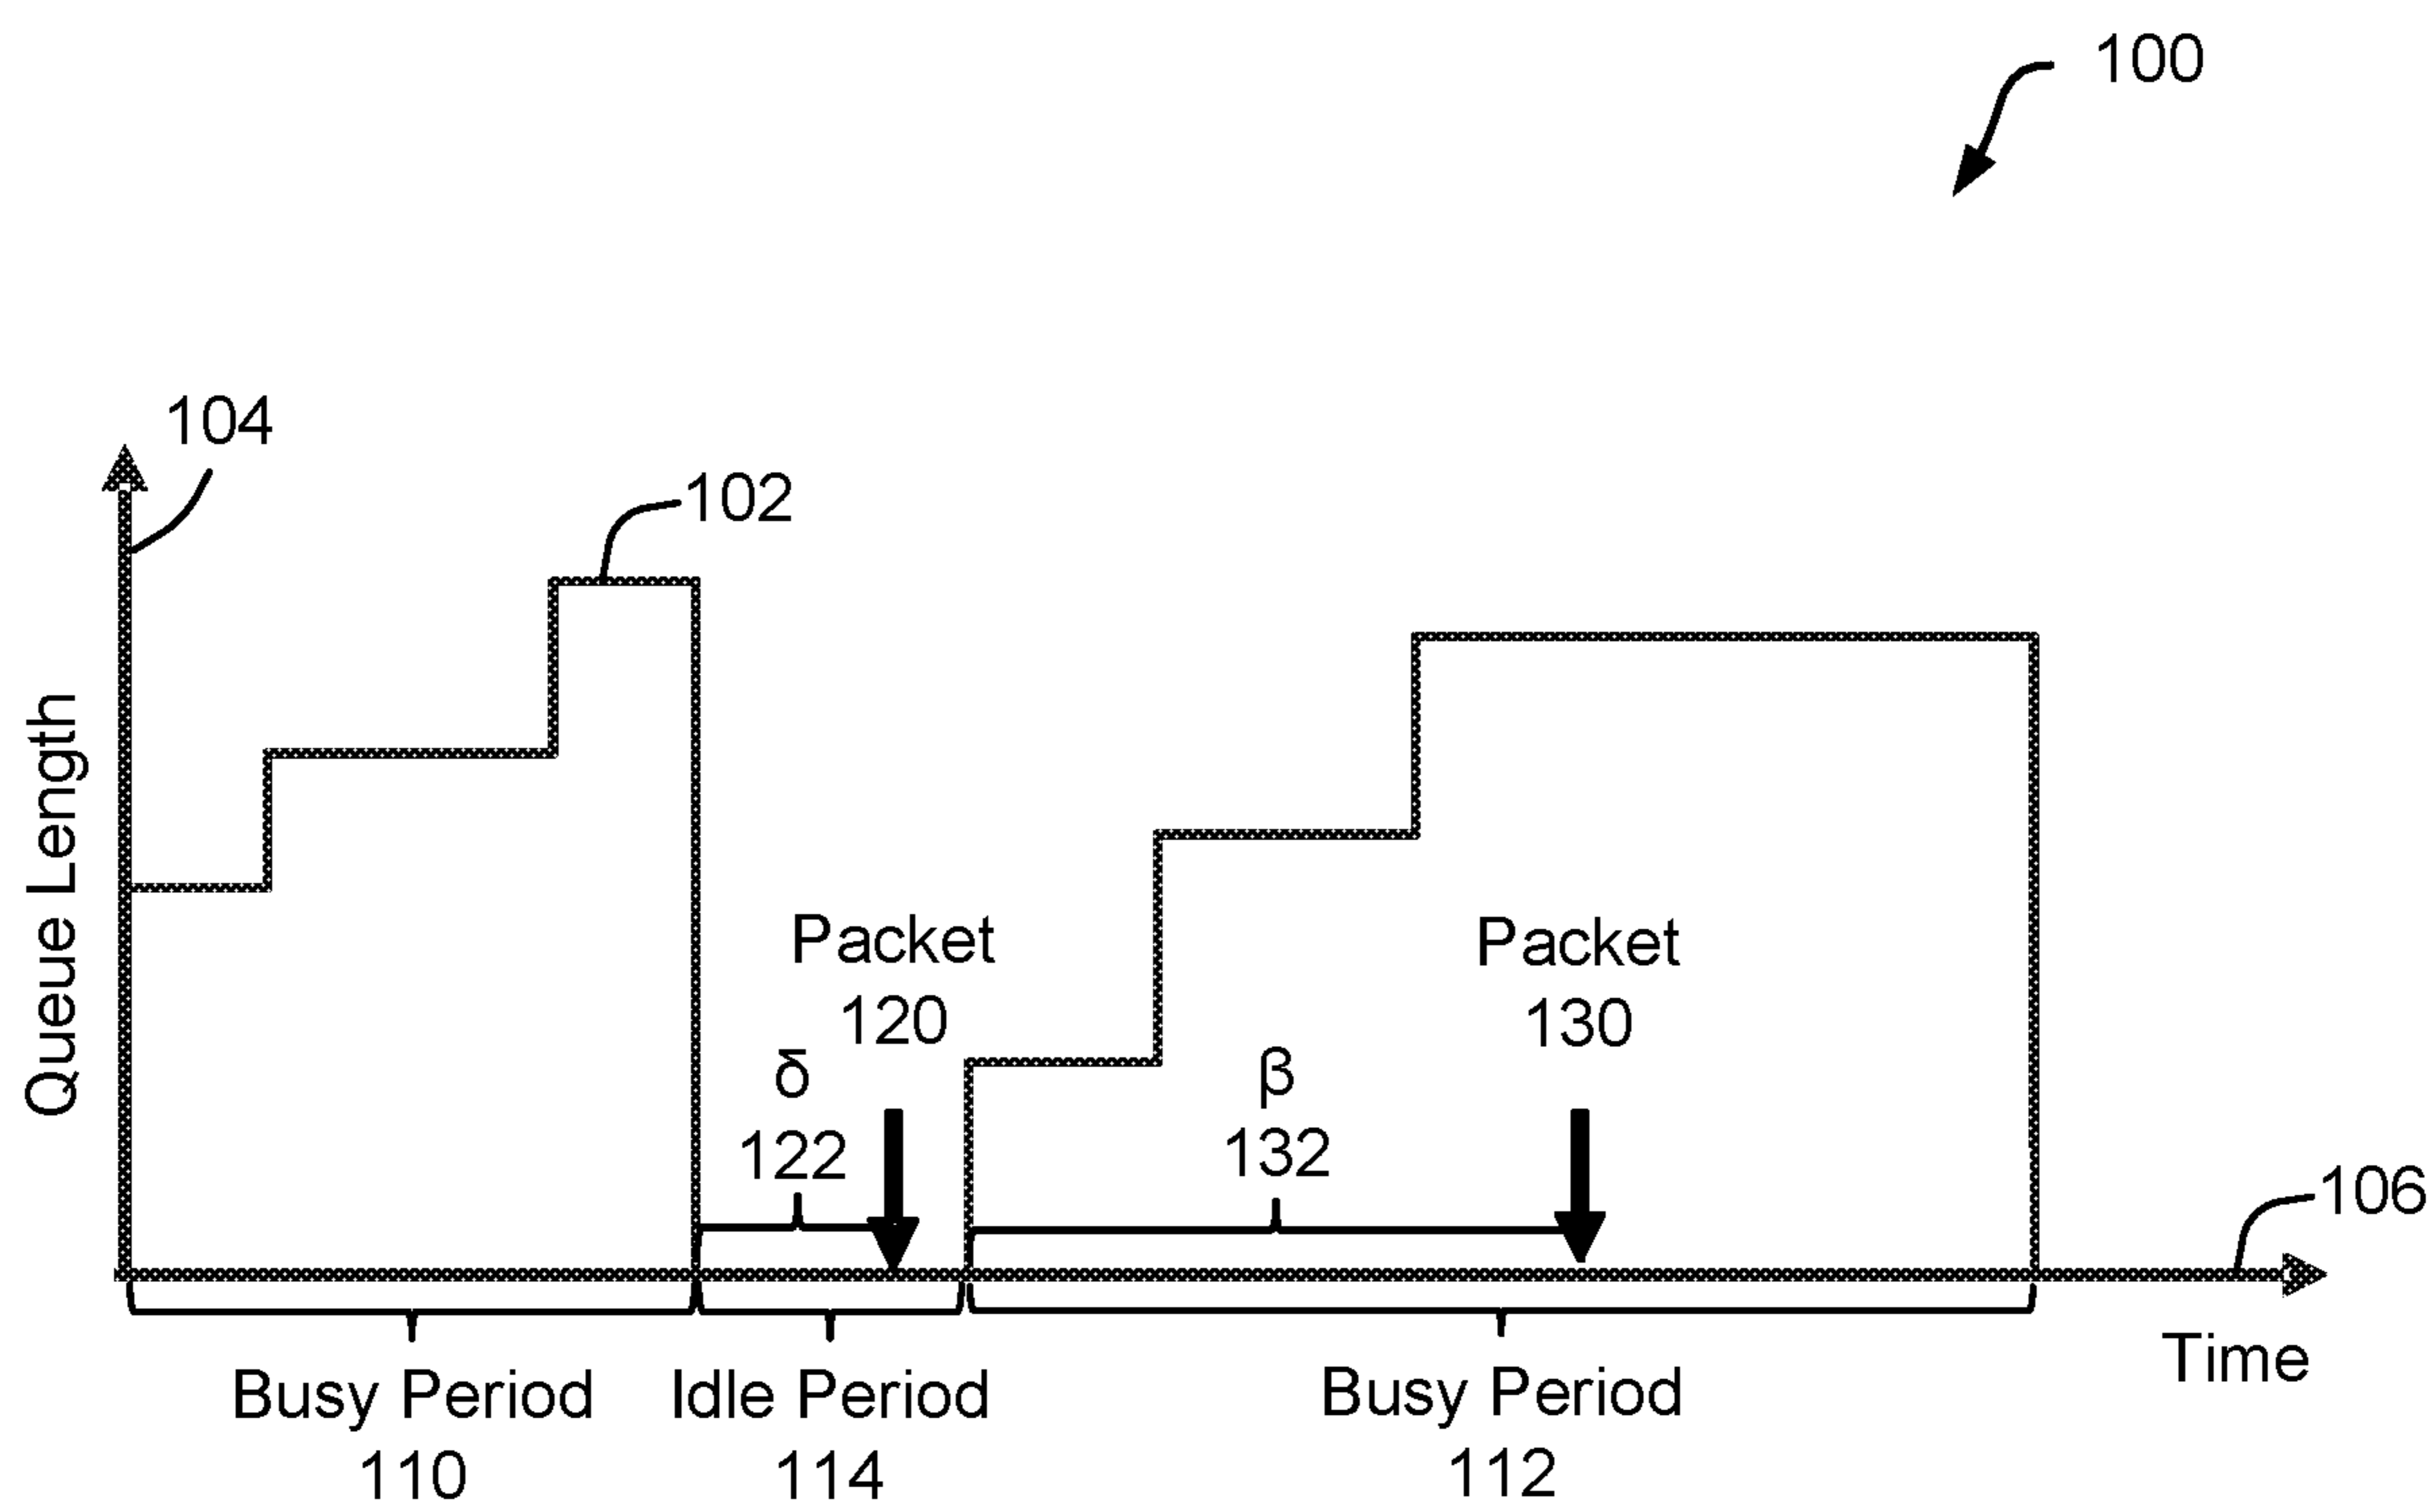 100
104
102
Queue Length
Packet
120
Packet
130
δ
122
β
132
106
Time
Busy Period
110
Idle Period
114
Busy Period
112